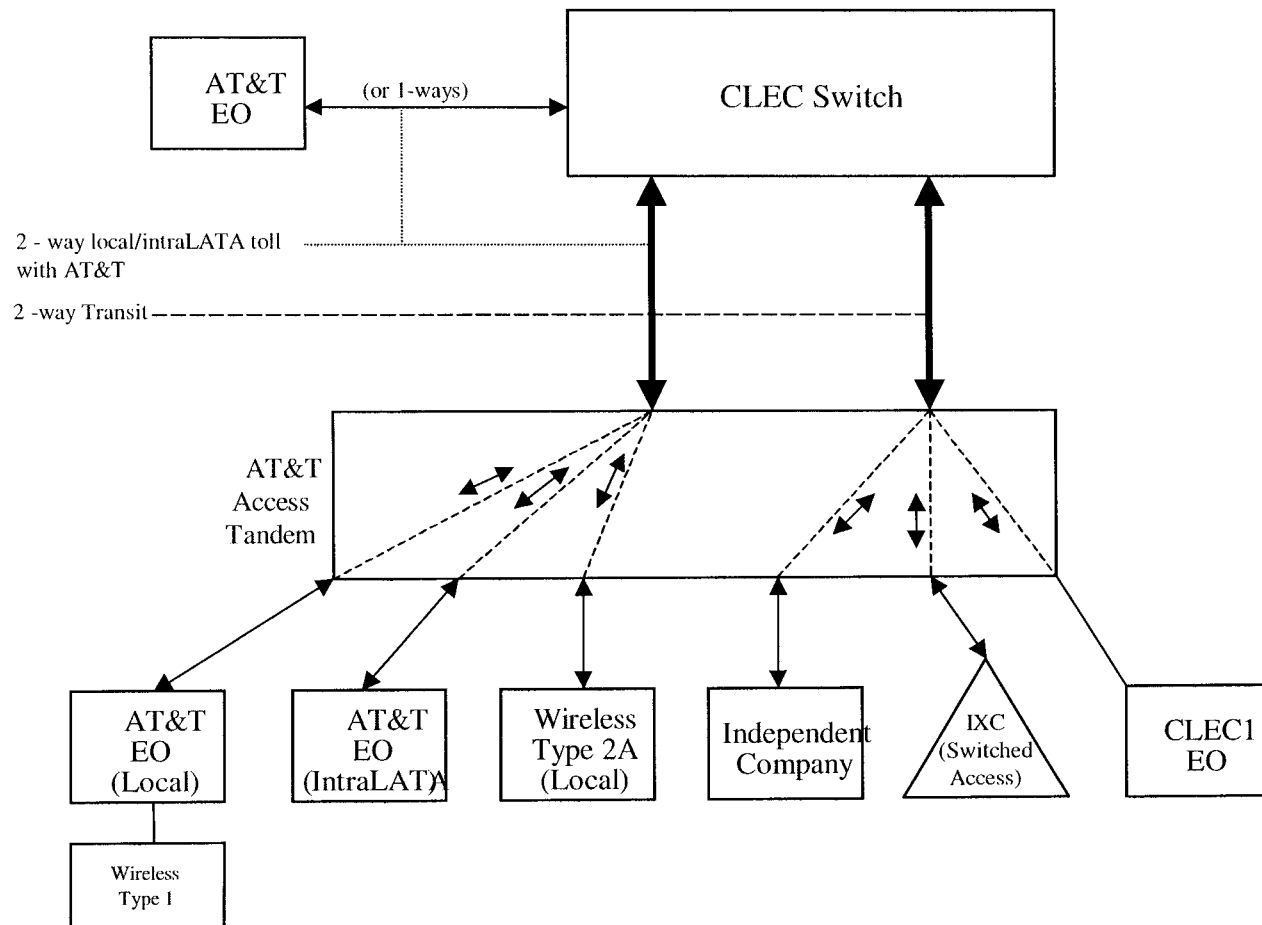 AT&T
EO
(or 1-ways)
CLEC Switch
2 - way local/intraLATA toll
with AT&T
2 -way Transit
AT&T
Access
Tandem
AT&T
EO
(Local)
AT&T
EO
(IntraLAT)A
Wireless
Type 2A
(Local)
Independent
Company
IXC
(Switched
Access)
CLEC1
EO
Wireless
Type 1